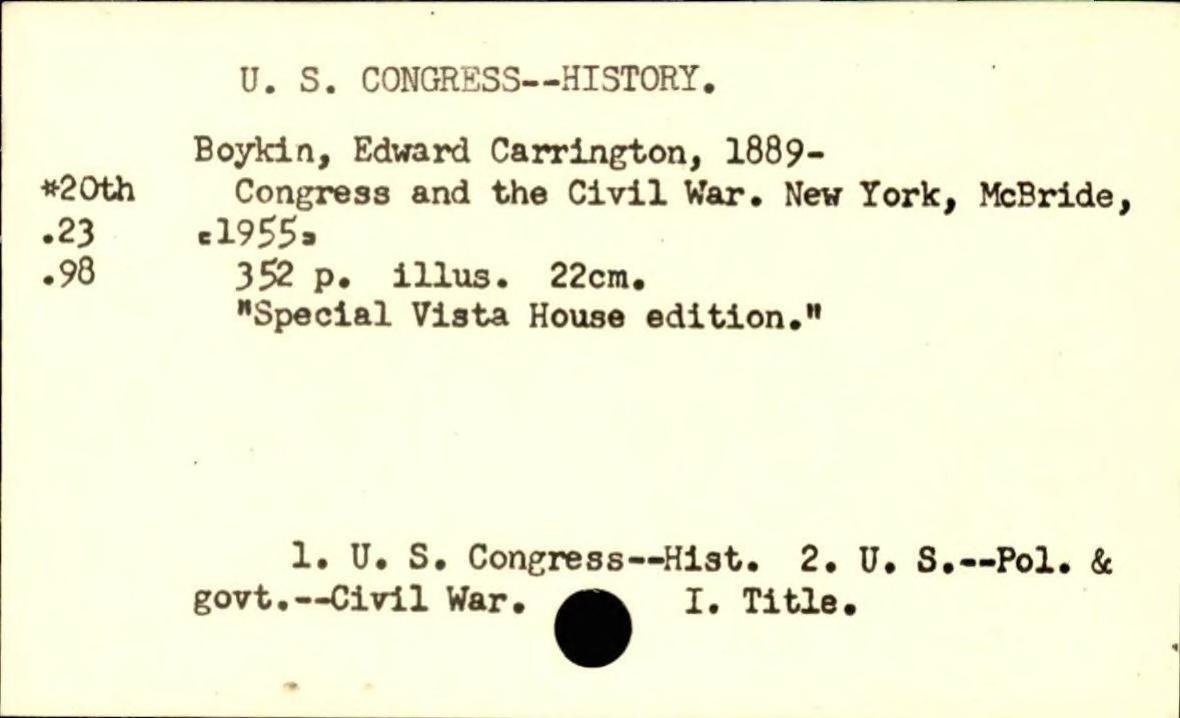 U. S. CONGRESS--HISTORY.
Boykin, Edward Carrington, 1889-
*20th Congress and the Civil War. New York, McBride,
.23 [1955]
.98 352 p. illus. 22cm.
"Special Vista House edition."
1. U. S. Congress--Hist. 2. U. S.--Pol. &
govt.--Civil War. I. Title.